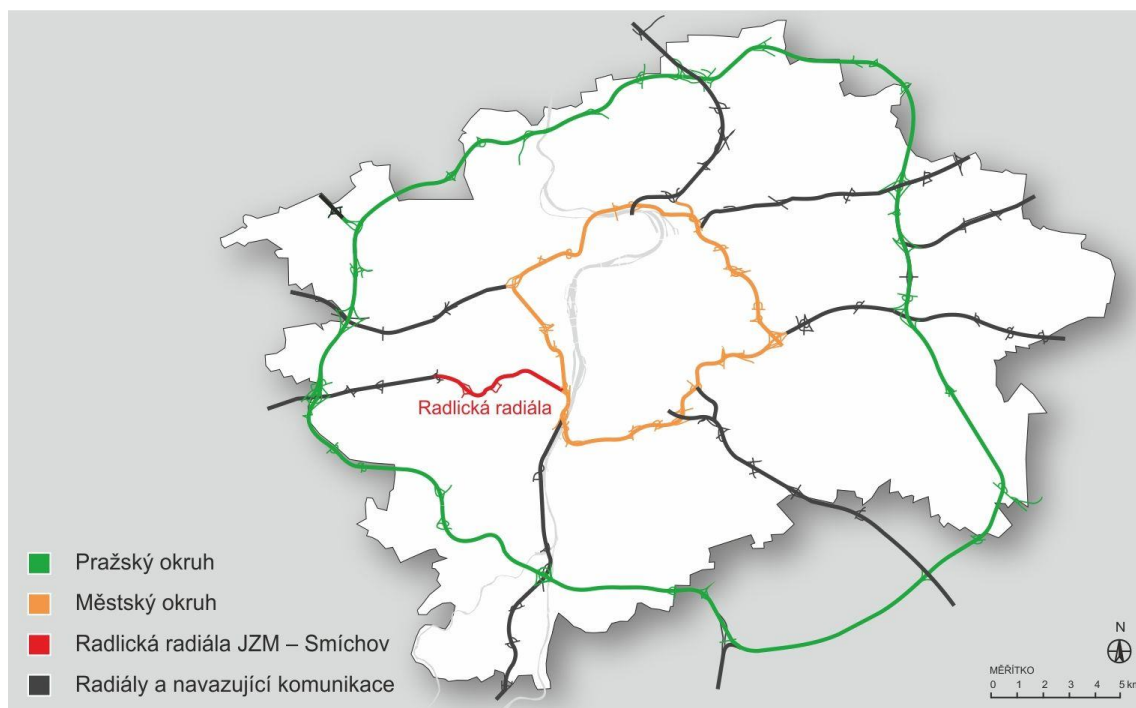 Radlická radiála
Pražský okruh
Městský okruh
Radlická radiála JZM – Smíchov
Radiály a navazující komunikace
N
MĚŘÍTKO
0 1 2 3 4 5 km